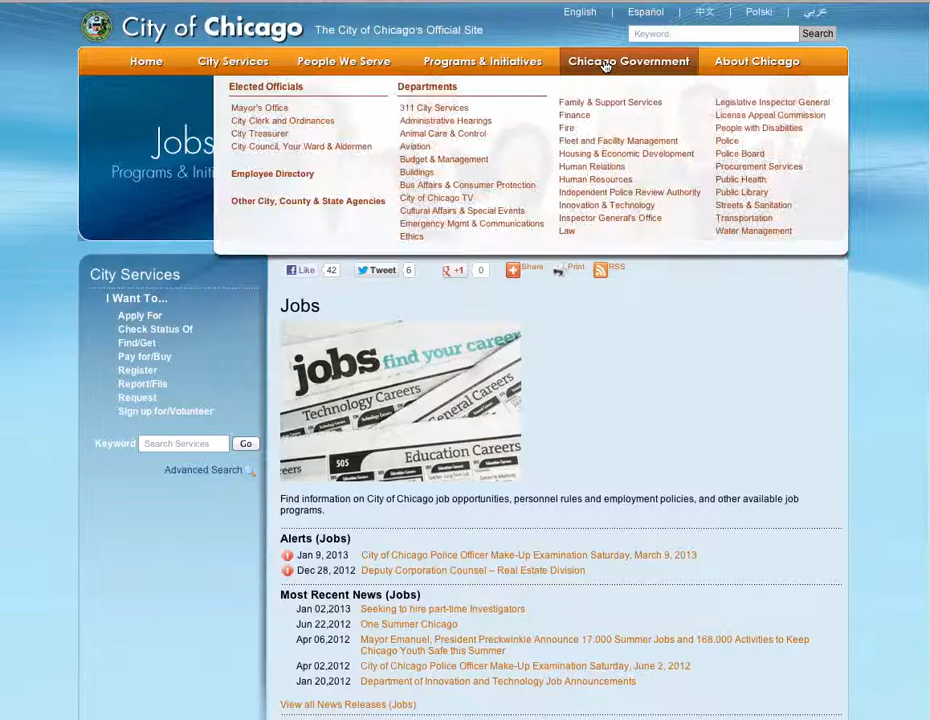 English | Español | 中文 | Polski | عربي
City of Chicago The City of Chicago's Official Site
Keyword Search
Home City Services People We Serve Programs & Initiatives Chicago Government About Chicago
Elected Officials
Mayor's Office
City Clerk and Ordinances
City Treasurer
City Council, Your Ward & Aldermen
Employee Directory
Other City, County & State Agencies
Departments
311 City Services
Administrative Hearings
Animal Care & Control
Aviation
Budget & Management
Buildings
Bus Affairs & Consumer Protection
City of Chicago TV
Cultural Affairs & Special Events
Emergency Mgmt & Communications
Ethics
Family & Support Services
Finance
Fire
Fleet and Facility Management
Housing & Economic Development
Human Relations
Human Resources
Independent Police Review Authority
Innovation & Technology
Inspector General's Office
Law
Legislative Inspector General
License Appeal Commission
People with Disabilities
Police
Police Board
Procurement Services
Public Health
Public Library
Streets & Sanitation
Transportation
Water Management
Jobs
Programs & Initi
City Services
I Want To...
Apply For
Check Status Of
Find/Get
Pay for/Buy
Register
Report/File
Request
Sign up for/Volunteer
Keyword Search Services Go
Advanced Search
Like 42 Tweet 6 +1 0 Share Print RSS
Jobs
jobs find your career
Technology Careers
General Careers
Education Careers
eers
505
Find information on City of Chicago job opportunities, personnel rules and employment policies, and other available job
programs.
Alerts (Jobs)
Jan 9, 2013 City of Chicago Police Officer Make-Up Examination Saturday, March 9, 2013
Dec 28, 2012 Deputy Corporation Counsel – Real Estate Division
Most Recent News (Jobs)
Jan 02,2013 Seeking to hire part-time Investigators
Jun 22,2012 One Summer Chicago
Apr 06,2012 Mayor Emanuel, President Preckwinkle Announce 17,000 Summer Jobs and 168,000 Activities to Keep
Chicago Youth Safe this Summer
Apr 02,2012 City of Chicago Police Officer Make-Up Examination Saturday, June 2, 2012
Jan 20,2012 Department of Innovation and Technology Job Announcements
View all News Releases (Jobs)